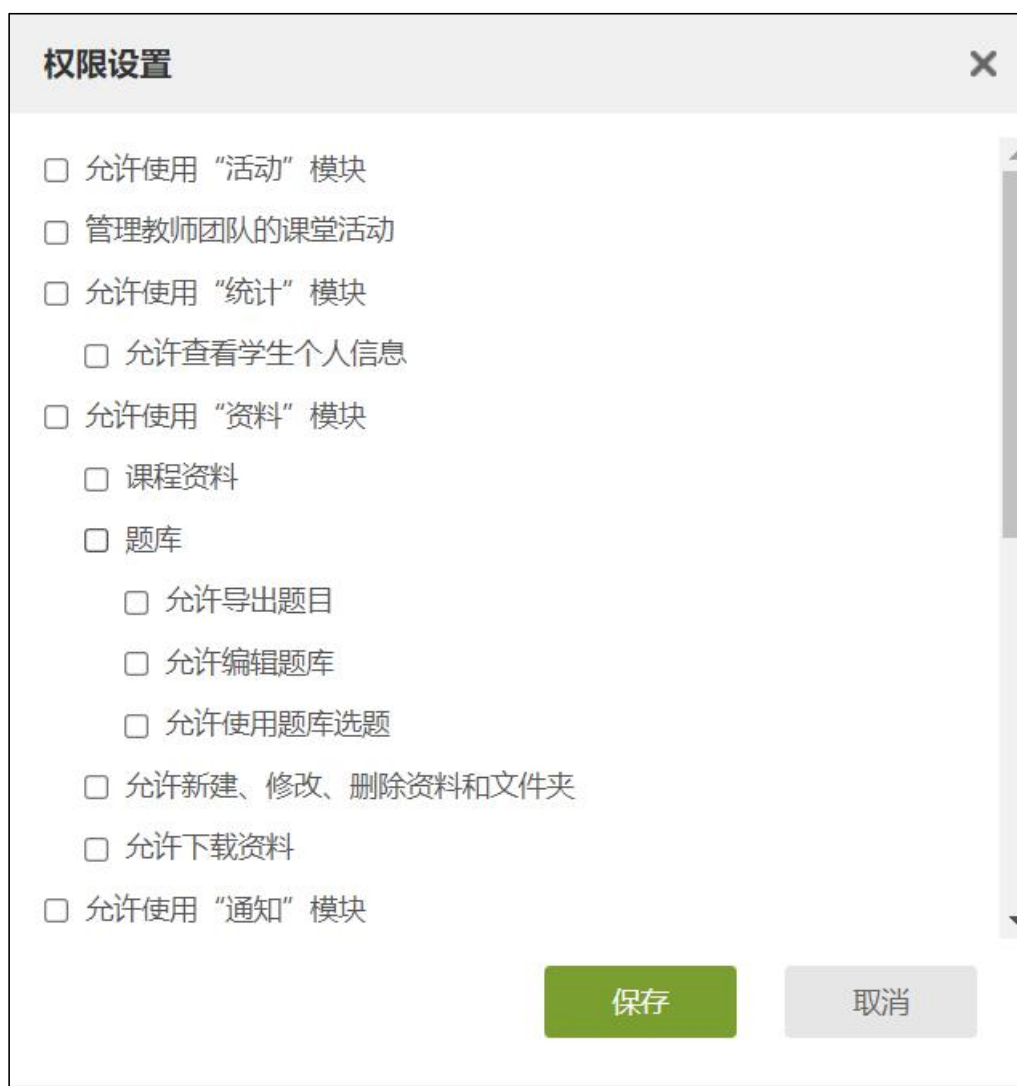 权限设置
允许使用“活动”模块
管理教师团队的课堂活动
允许使用“统计”模块
允许查看学生个人信息
允许使用“资料”模块
课程资料
题库
允许导出题目
允许编辑题库
允许使用题库选题
允许新建、修改、删除资料和文件夹
允许下载资料
允许使用“通知”模块
保存 取消